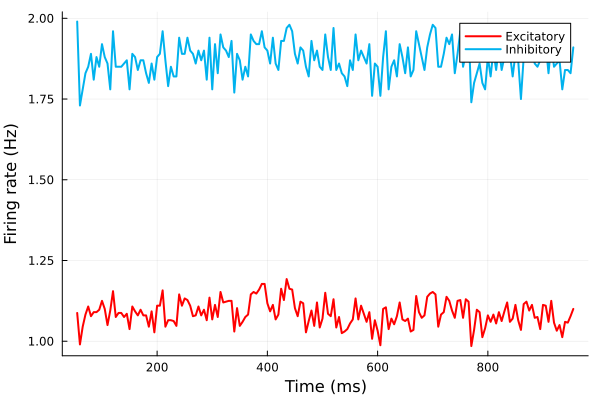 2.00
1.75
1.50
1.25
1.00
Firing rate (Hz)
Excitatory
Inhibitory
200 400 600 800
Time (ms)